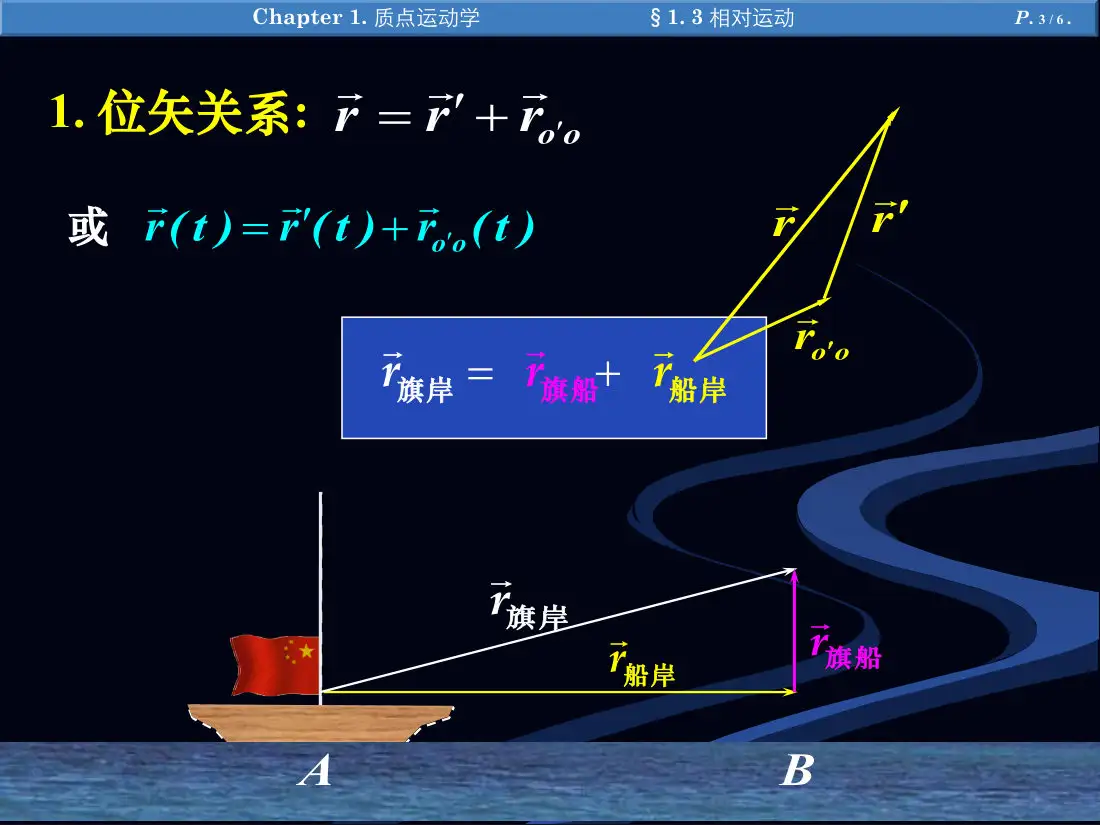 Chapter 1. 质点运动学 §1.3 相对运动 P. 3 / 6 .
1. 位矢关系: r⃗ = r⃗′ + r⃗o′o
或 r⃗(t) = r⃗′(t) + r⃗o′o(t)
r⃗ r⃗′
r⃗o′o
r⃗旗岸 = r⃗旗船 + r⃗船岸
r⃗旗岸
r⃗船岸 r⃗旗船
A B